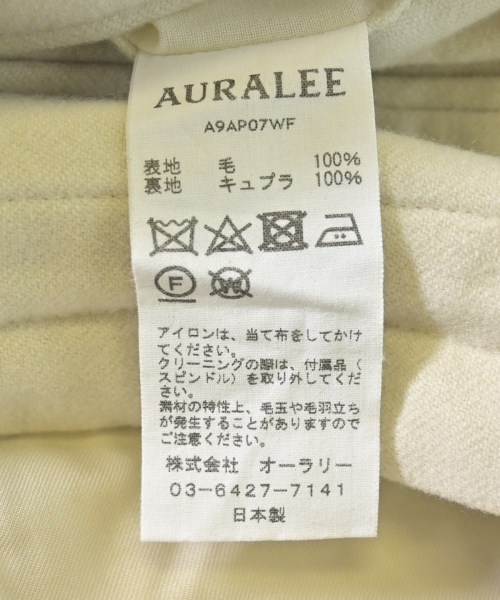 AURALEE
A9AP07WF
表地 毛 100%
裏地 キュプラ 100%
F W
アイロンは、当て布をしてかけ
てください。
クリーニングの際は、付属品(
スピンドル)を取り外してくだ
さい。
素材の特性上、毛玉や毛羽立ち
が発生することがありますので
ご注意ください。
株式会社 オーラリー
03-6427-7141
日本製